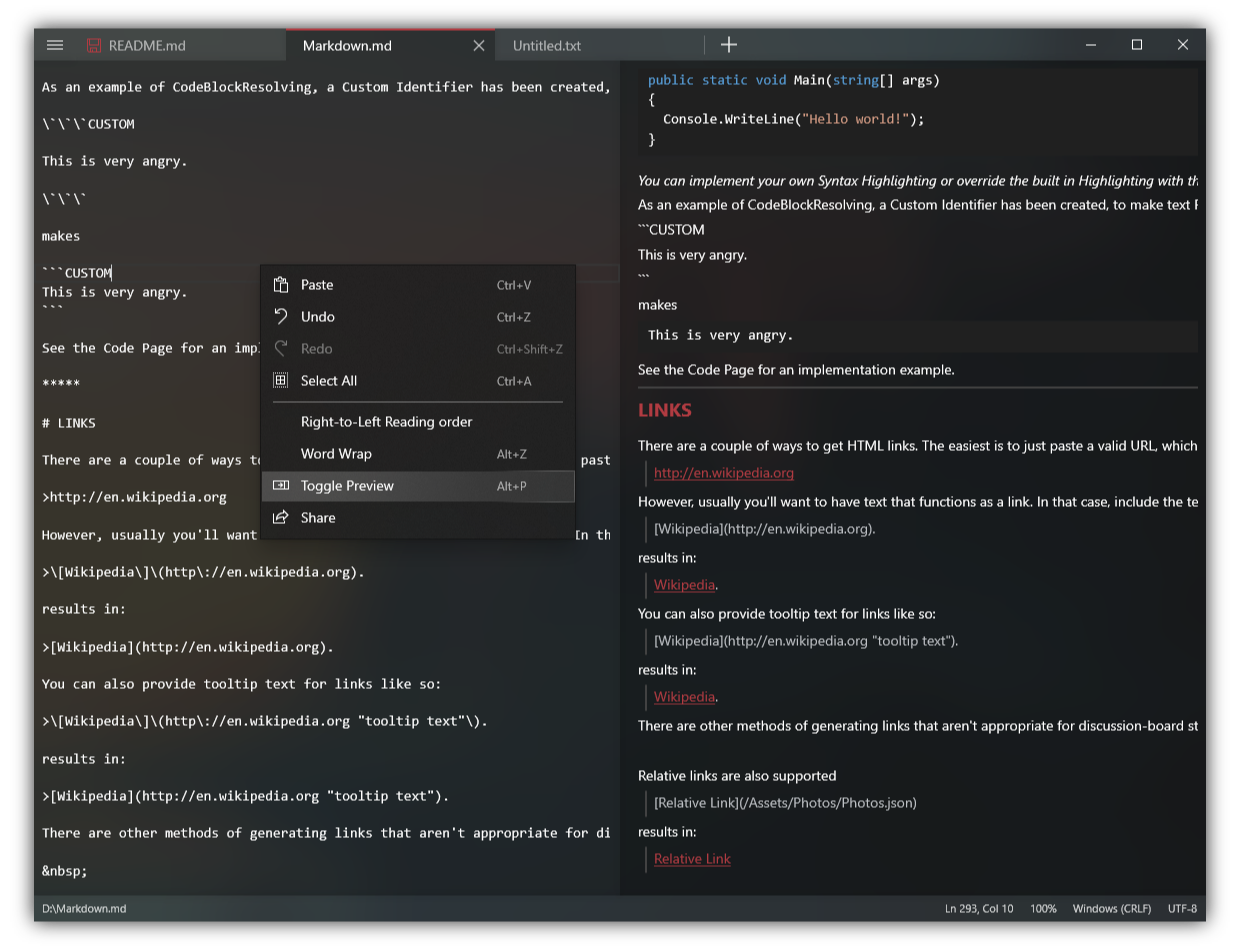 README.md
Markdown.md
Untitled.txt
As an example of CodeBlockResolving, a Custom Identifier has been created,
\`\`\`CUSTOM
This is very angry.
\`\`\`
makes
```CUSTOM
This is very angry.
```
See the Code Page for an impl
*****
# LINKS
There are a couple of ways to past
>http://en.wikipedia.org
However, usually you'll want In th
>\[Wikipedia\]\(http\://en.wikipedia.org).
results in:
>[Wikipedia](http://en.wikipedia.org).
You can also provide tooltip text for links like so:
>\[Wikipedia\]\(http\://en.wikipedia.org "tooltip text"\).
results in:
>[Wikipedia](http://en.wikipedia.org "tooltip text").
There are other methods of generating links that aren't appropriate for di
&nbsp;
Paste Ctrl+V
Undo Ctrl+Z
Redo Ctrl+Shift+Z
Select All Ctrl+A
Right-to-Left Reading order
Word Wrap Alt+Z
Toggle Preview Alt+P
Share
public static void Main(string[] args)
{
Console.WriteLine("Hello world!");
}
You can implement your own Syntax Highlighting or override the built in Highlighting with th
As an example of CodeBlockResolving, a Custom Identifier has been created, to make text
```CUSTOM
This is very angry.
```
makes
This is very angry.
See the Code Page for an implementation example.
LINKS
There are a couple of ways to get HTML links. The easiest is to just paste a valid URL, which
http://en.wikipedia.org
However, usually you'll want to have text that functions as a link. In that case, include the te
[Wikipedia](http://en.wikipedia.org).
results in:
Wikipedia.
You can also provide tooltip text for links like so:
[Wikipedia](http://en.wikipedia.org "tooltip text").
results in:
Wikipedia.
There are other methods of generating links that aren't appropriate for discussion-board st
Relative links are also supported
[Relative Link](/Assets/Photos/Photos.json)
results in:
Relative Link
D:\Markdown.md
Ln 293, Col 10
100%
Windows (CRLF)
UTF-8